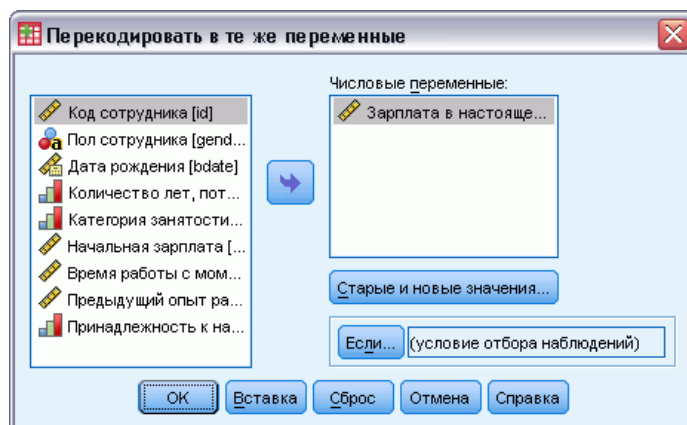 Перекодировать в те же переменные
Код сотрудника [id]
Пол сотрудника [gend...
Дата рождения [bdate]
Количество лет, пот...
Категория занятости...
Начальная зарплата [...
Время работы с мом...
Предыдущий опыт ра...
Принадлежность к на...
Числовые переменные:
Зарплата в настояще...
Старые и новые значения...
Если... (условие отбора наблюдений)
OK Вставка Сброс Отмена Справка